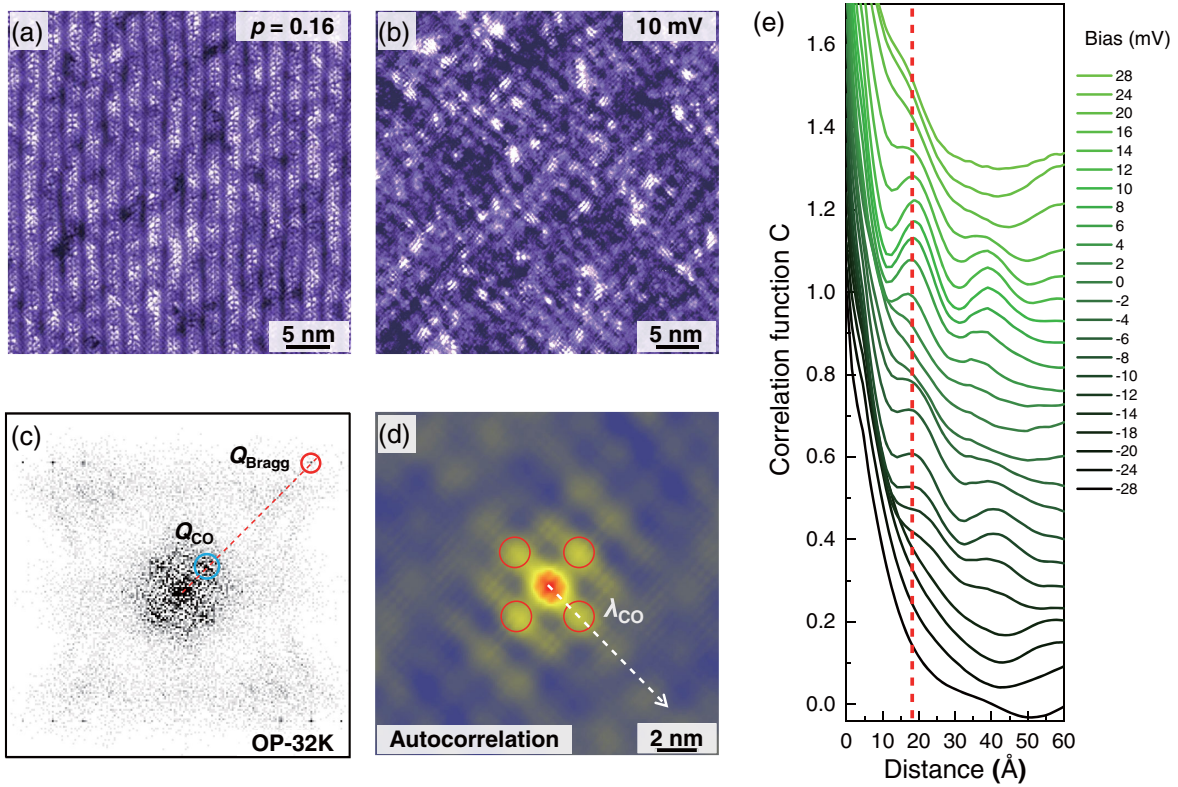 (a)
p = 0.16
5 nm
(b)
10 mV
5 nm
(c)
QBragg
QCO
OP-32K
(d)
λCO
Autocorrelation
2 nm
(e)
Correlation function C
1.6
1.4
1.2
1.0
0.8
0.6
0.4
0.2
0.0
0 10 20 30 40 50 60
Distance (Å)
Bias (mV)
28
24
20
16
14
12
10
8
6
4
2
0
-2
-4
-6
-8
-10
-12
-14
-18
-20
-24
-28